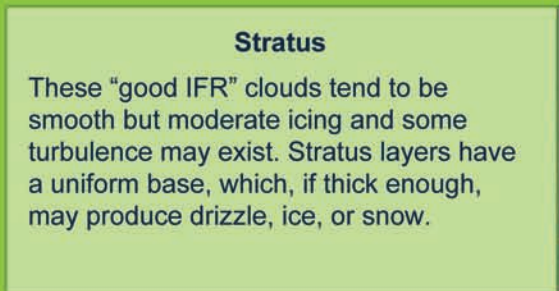 Stratus
These “good IFR” clouds tend to be
smooth but moderate icing and some
turbulence may exist. Stratus layers have
a uniform base, which, if thick enough,
may produce drizzle, ice, or snow.